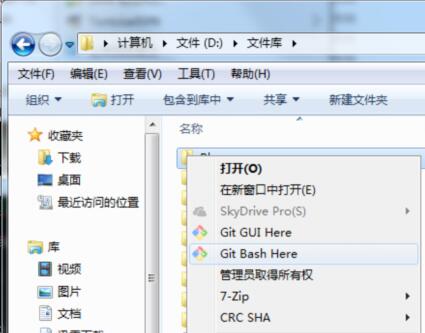 计算机 文件 (D:) 文件库
文件(F) 编辑(E) 查看(V) 工具(T) 帮助(H)
组织 打开 包含到库中 共享 新建文件夹
收藏夹
下载
桌面
最近访问的位置
库
视频
图片
文档
名称
打开(O)
在新窗口中打开(E)
SkyDrive Pro(S)
Git GUI Here
Git Bash Here
管理员取得所有权
7-Zip
CRC SHA